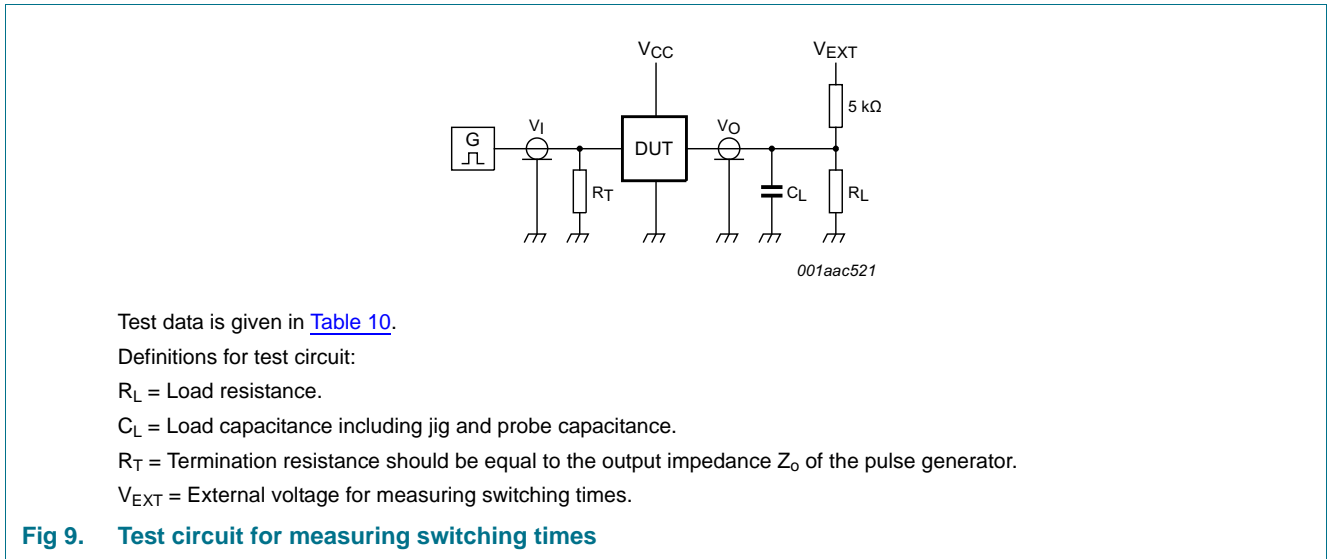 VCC VEXT
5 kΩ
G VI DUT VO
RT CL RL
001aac521
Test data is given in Table 10.
Definitions for test circuit:
RL = Load resistance.
CL = Load capacitance including jig and probe capacitance.
RT = Termination resistance should be equal to the output impedance Zo of the pulse generator.
VEXT = External voltage for measuring switching times.
Fig 9. Test circuit for measuring switching times